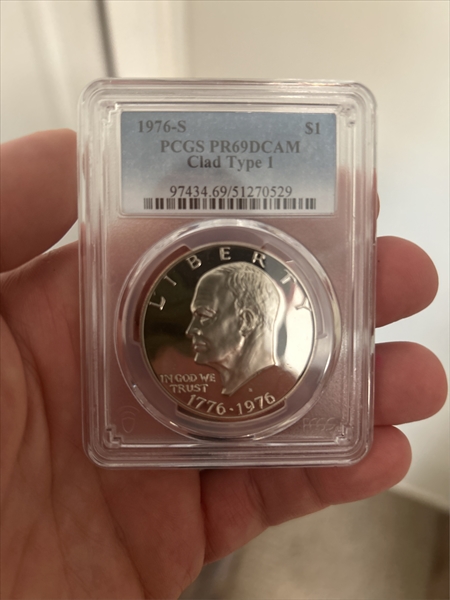 1976-S $1
PCGS PR69DCAM
Clad Type 1
97434.69/51270529
LIBERTY
IN GOD WE
TRUST
1776·1976